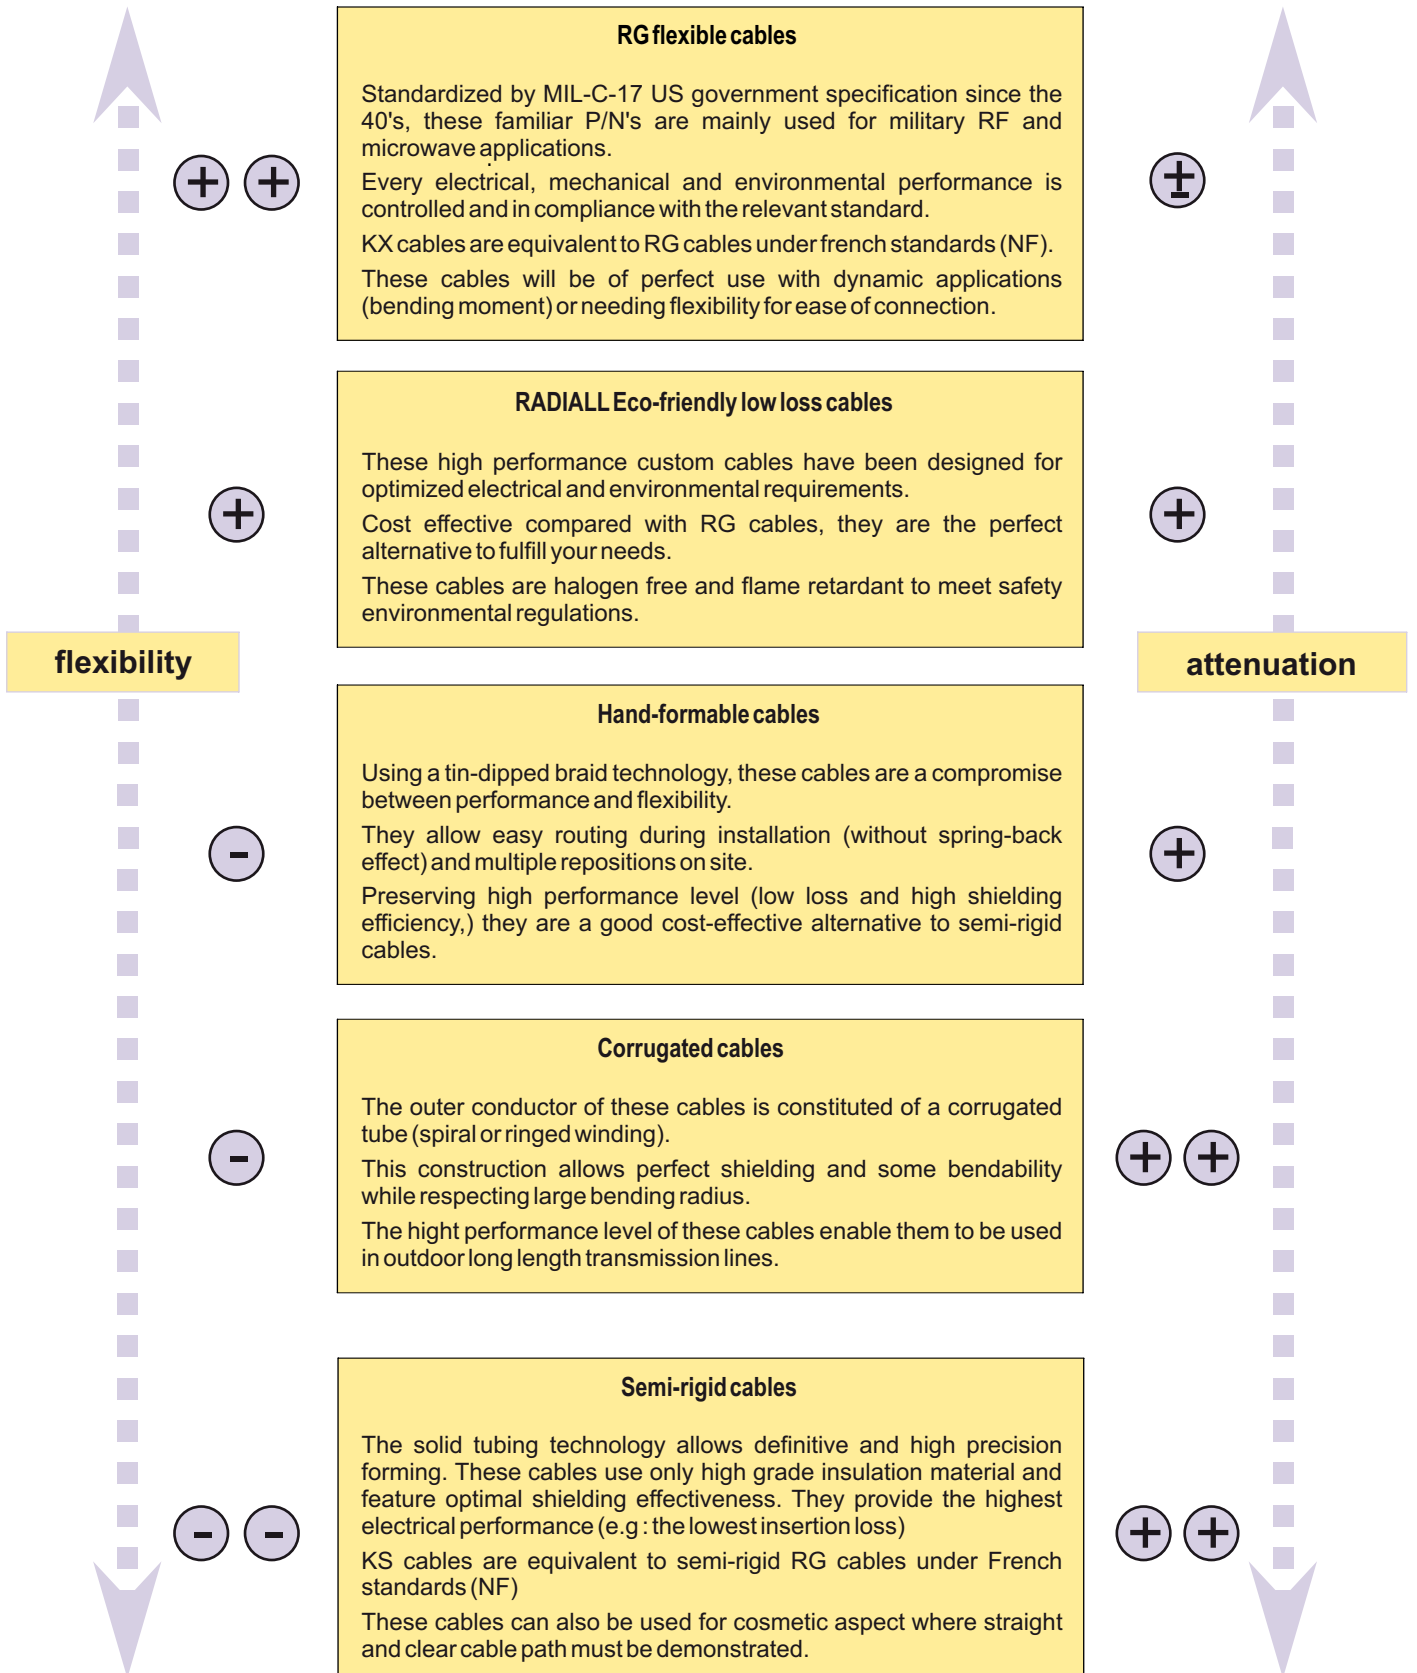 RG flexible cables
Standardized by MIL-C-17 US government specification since the
40's, these familiar P/N's are mainly used for military RF and
microwave applications.
Every electrical, mechanical and environmental performance is
controlled and in compliance with the relevant standard.
KX cables are equivalent to RG cables under french standards (NF).
These cables will be of perfect use with dynamic applications
(bending moment) or needing flexibility for ease of connection.
+ +
±
RADIALL Eco-friendly low loss cables
These high performance custom cables have been designed for
optimized electrical and environmental requirements.
Cost effective compared with RG cables, they are the perfect
alternative to fulfill your needs.
These cables are halogen free and flame retardant to meet safety
environmental regulations.
+
+
flexibility
attenuation
Hand-formable cables
Using a tin-dipped braid technology, these cables are a compromise
between performance and flexibility.
They allow easy routing during installation (without spring-back
effect) and multiple repositions on site.
Preserving high performance level (low loss and high shielding
efficiency,) they are a good cost-effective alternative to semi-rigid
cables.
-
+
Corrugated cables
The outer conductor of these cables is constituted of a corrugated
tube (spiral or ringed winding).
This construction allows perfect shielding and some bendability
while respecting large bending radius.
The hight performance level of these cables enable them to be used
in outdoor long length transmission lines.
-
+ +
Semi-rigid cables
The solid tubing technology allows definitive and high precision
forming. These cables use only high grade insulation material and
feature optimal shielding effectiveness. They provide the highest
electrical performance (e.g : the lowest insertion loss)
KS cables are equivalent to semi-rigid RG cables under French
standards (NF)
These cables can also be used for cosmetic aspect where straight
and clear cable path must be demonstrated.
- -
+ +